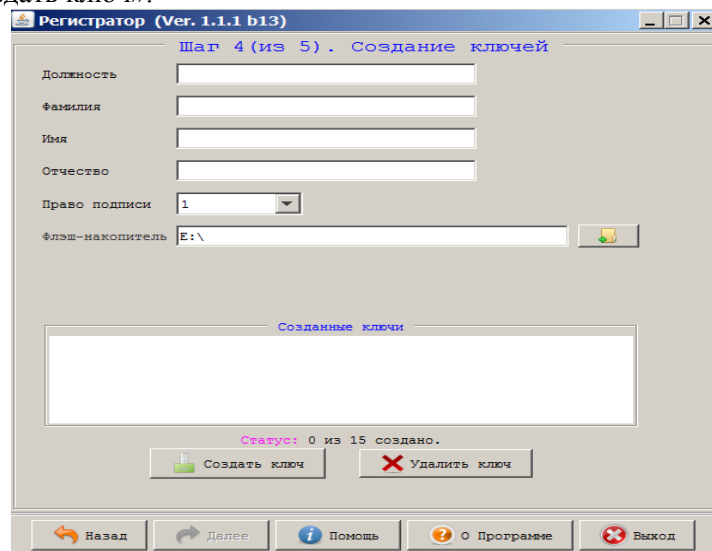 Регистратор (Ver. 1.1.1 b13)
Шаг 4(из 5). Создание ключей
Должность
Фамилия
Имя
Отчество
Право подписи 1
Флэш-накопитель E:\
Созданные ключи
Статус: 0 из 15 создано.
Создать ключ Удалить ключ
Назад Далее Помощь О Программе Выход